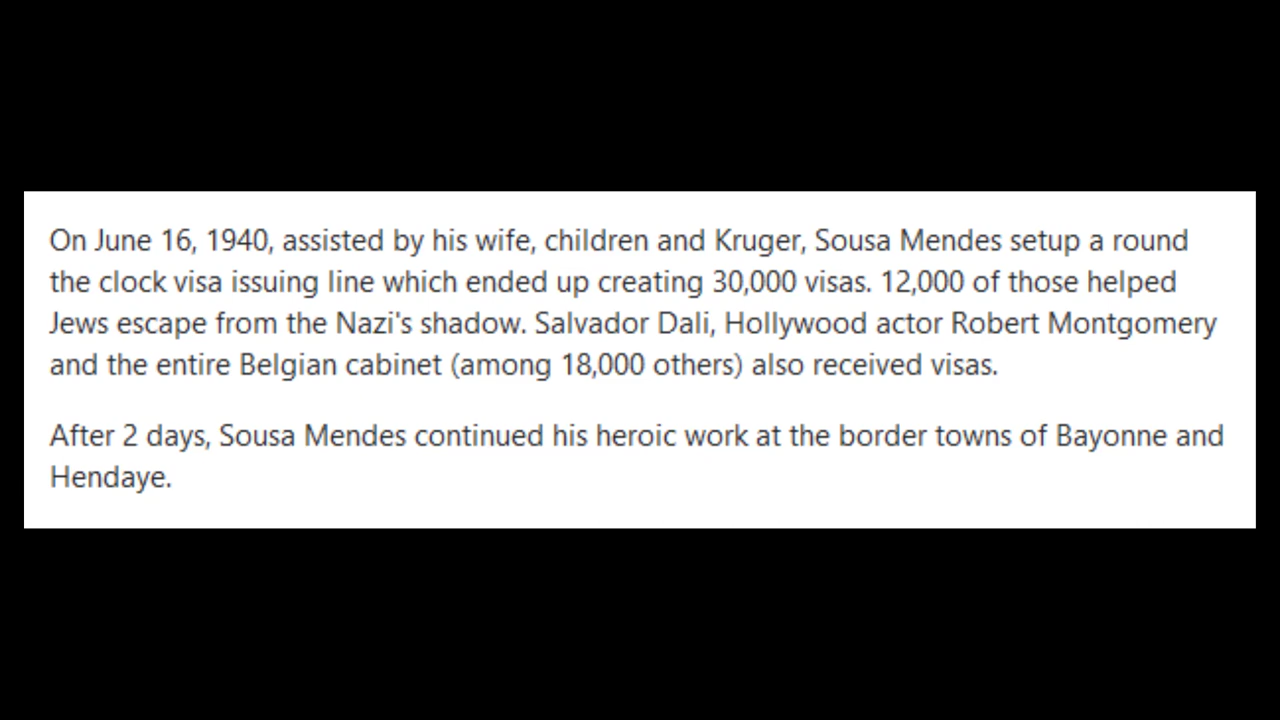 On June 16, 1940, assisted by his wife, children and Kruger, Sousa Mendes setup a round
the clock visa issuing line which ended up creating 30,000 visas. 12,000 of those helped
Jews escape from the Nazi's shadow. Salvador Dali, Hollywood actor Robert Montgomery
and the entire Belgian cabinet (among 18,000 others) also received visas.
After 2 days, Sousa Mendes continued his heroic work at the border towns of Bayonne and
Hendaye.